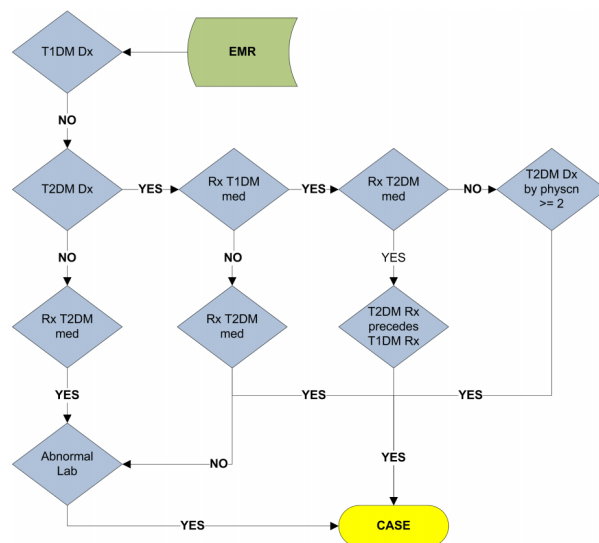 T1DM Dx
EMR
NO
T2DM Dx
YES
Rx T1DM
med
YES
Rx T2DM
med
NO
T2DM Dx
by physcn
>= 2
NO
NO
YES
Rx T2DM
med
Rx T2DM
med
T2DM Rx
precedes
T1DM Rx
YES
YES
YES
Abnormal
Lab
NO
YES
YES
CASE